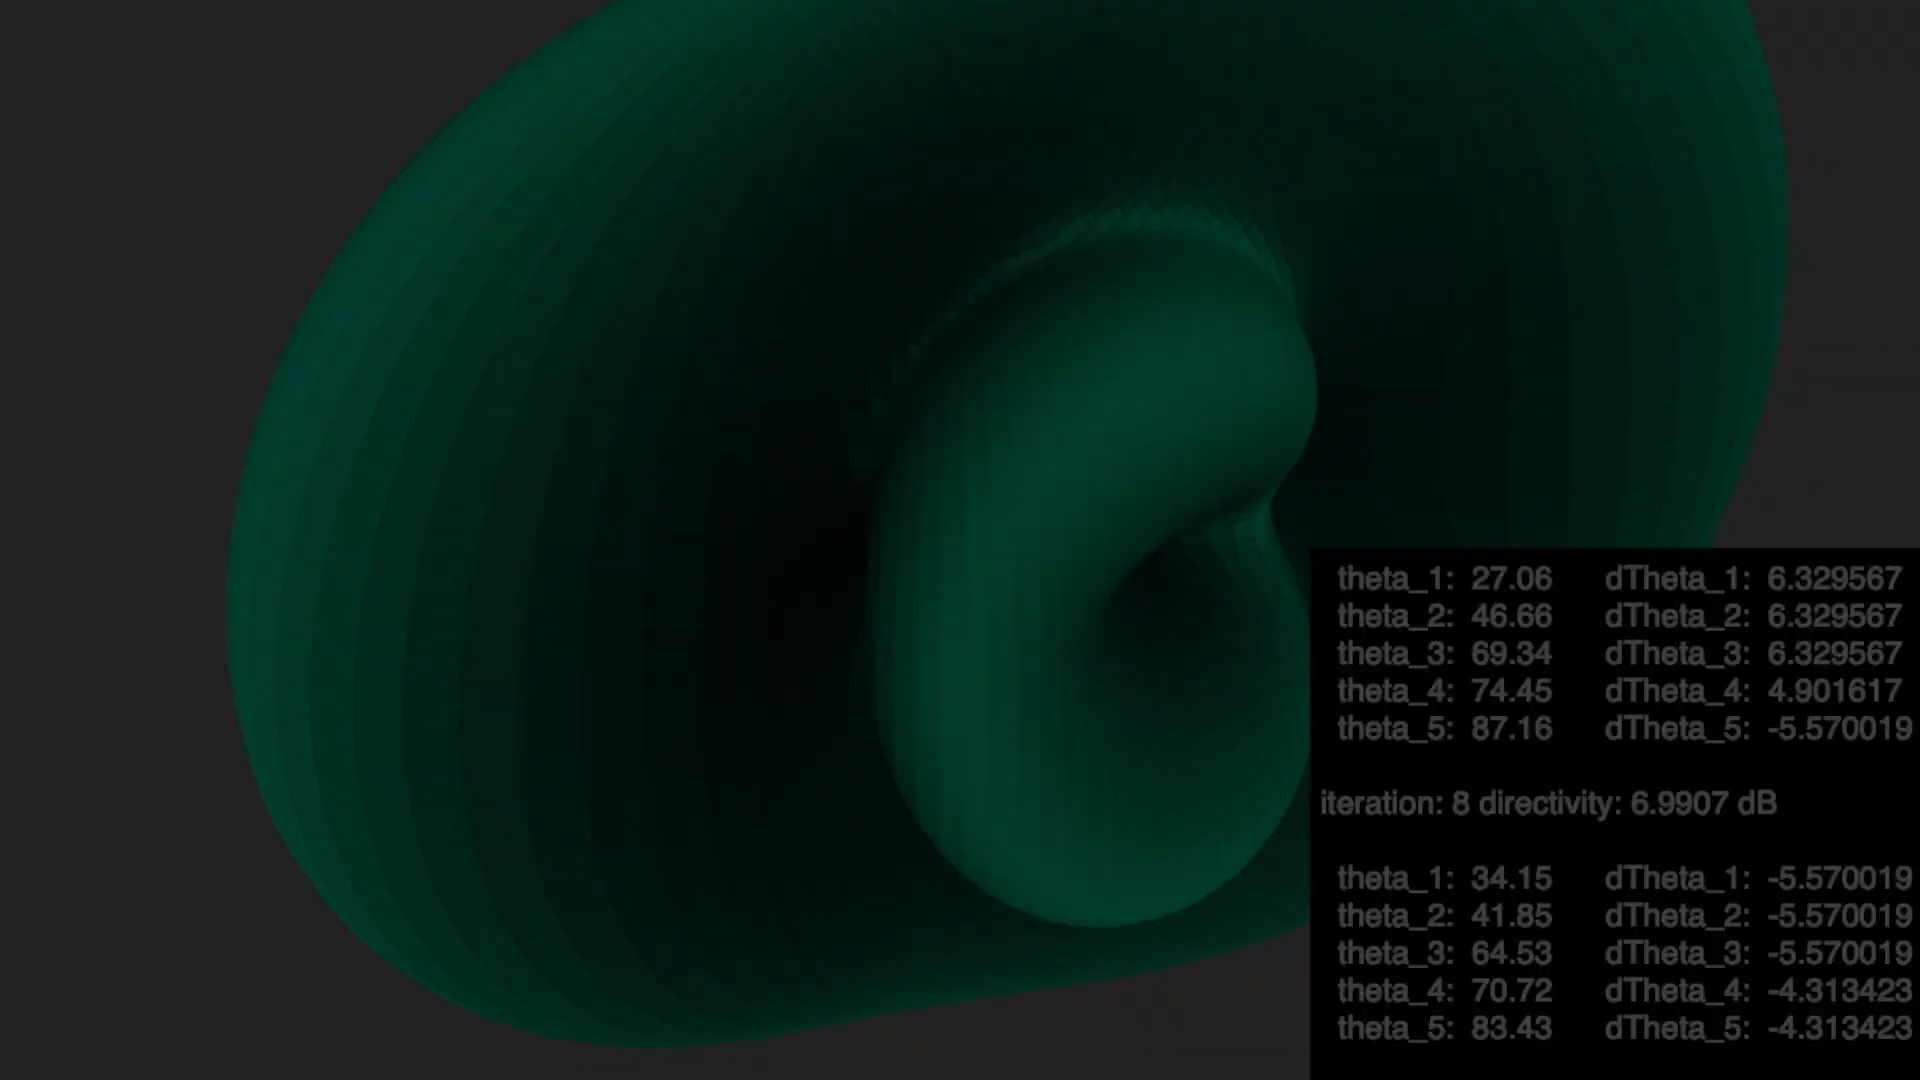 theta_1: 27.06 dTheta_1: 6.329567
theta_2: 46.66 dTheta_2: 6.329567
theta_3: 69.34 dTheta_3: 6.329567
theta_4: 74.45 dTheta_4: 4.901617
theta_5: 87.16 dTheta_5: -5.570019
iteration: 8 directivity: 6.9907 dB
theta_1: 34.15 dTheta_1: -5.570019
theta_2: 41.85 dTheta_2: -5.570019
theta_3: 64.53 dTheta_3: -5.570019
theta_4: 70.72 dTheta_4: -4.313423
theta_5: 83.43 dTheta_5: -4.313423